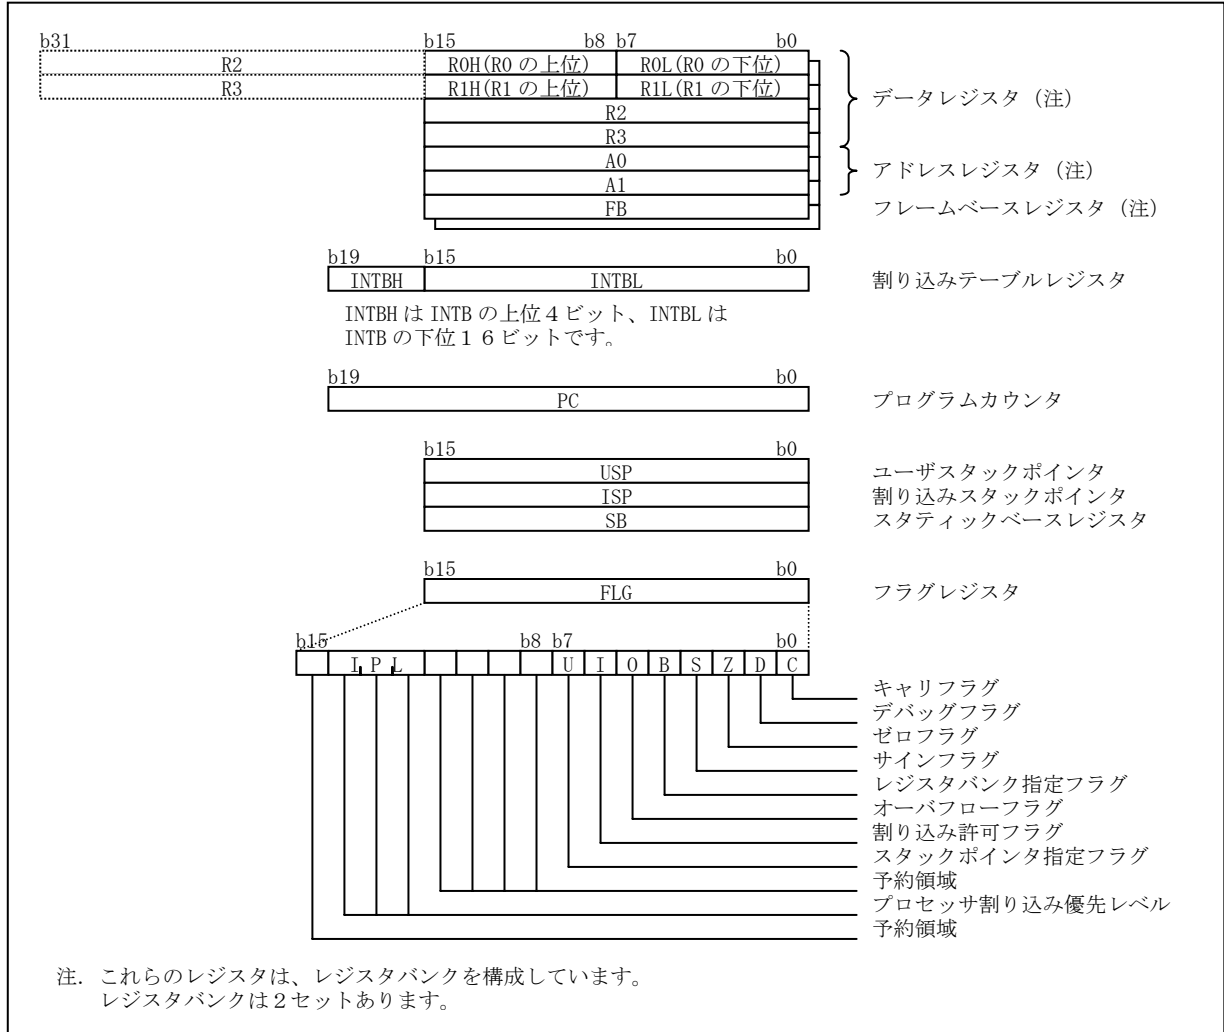 b31 b15 b8 b7 b0
R2 R0H(R0 の上位) R0L(R0 の下位)
R3 R1H(R1 の上位) R1L(R1 の下位)
データレジスタ（注）
R2
R3
A0
アドレスレジスタ（注）
A1
FB フレームベースレジスタ（注）
b19 b15 b0
INTBH INTBL 割り込みテーブルレジスタ
INTBH は INTB の上位４ビット、INTBL は
INTB の下位１６ビットです。
b19 b0
PC プログラムカウンタ
b15 b0
USP ユーザスタックポインタ
ISP 割り込みスタックポインタ
SB スタティックベースレジスタ
b15 b0
FLG フラグレジスタ
b15 b8 b7 b0
I P L U I O B S Z D C
キャリフラグ
デバッグフラグ
ゼロフラグ
サインフラグ
レジスタバンク指定フラグ
オーバフローフラグ
割り込み許可フラグ
スタックポインタ指定フラグ
予約領域
プロセッサ割り込み優先レベル
予約領域
注．これらのレジスタは、レジスタバンクを構成しています。
レジスタバンクは２セットあります。